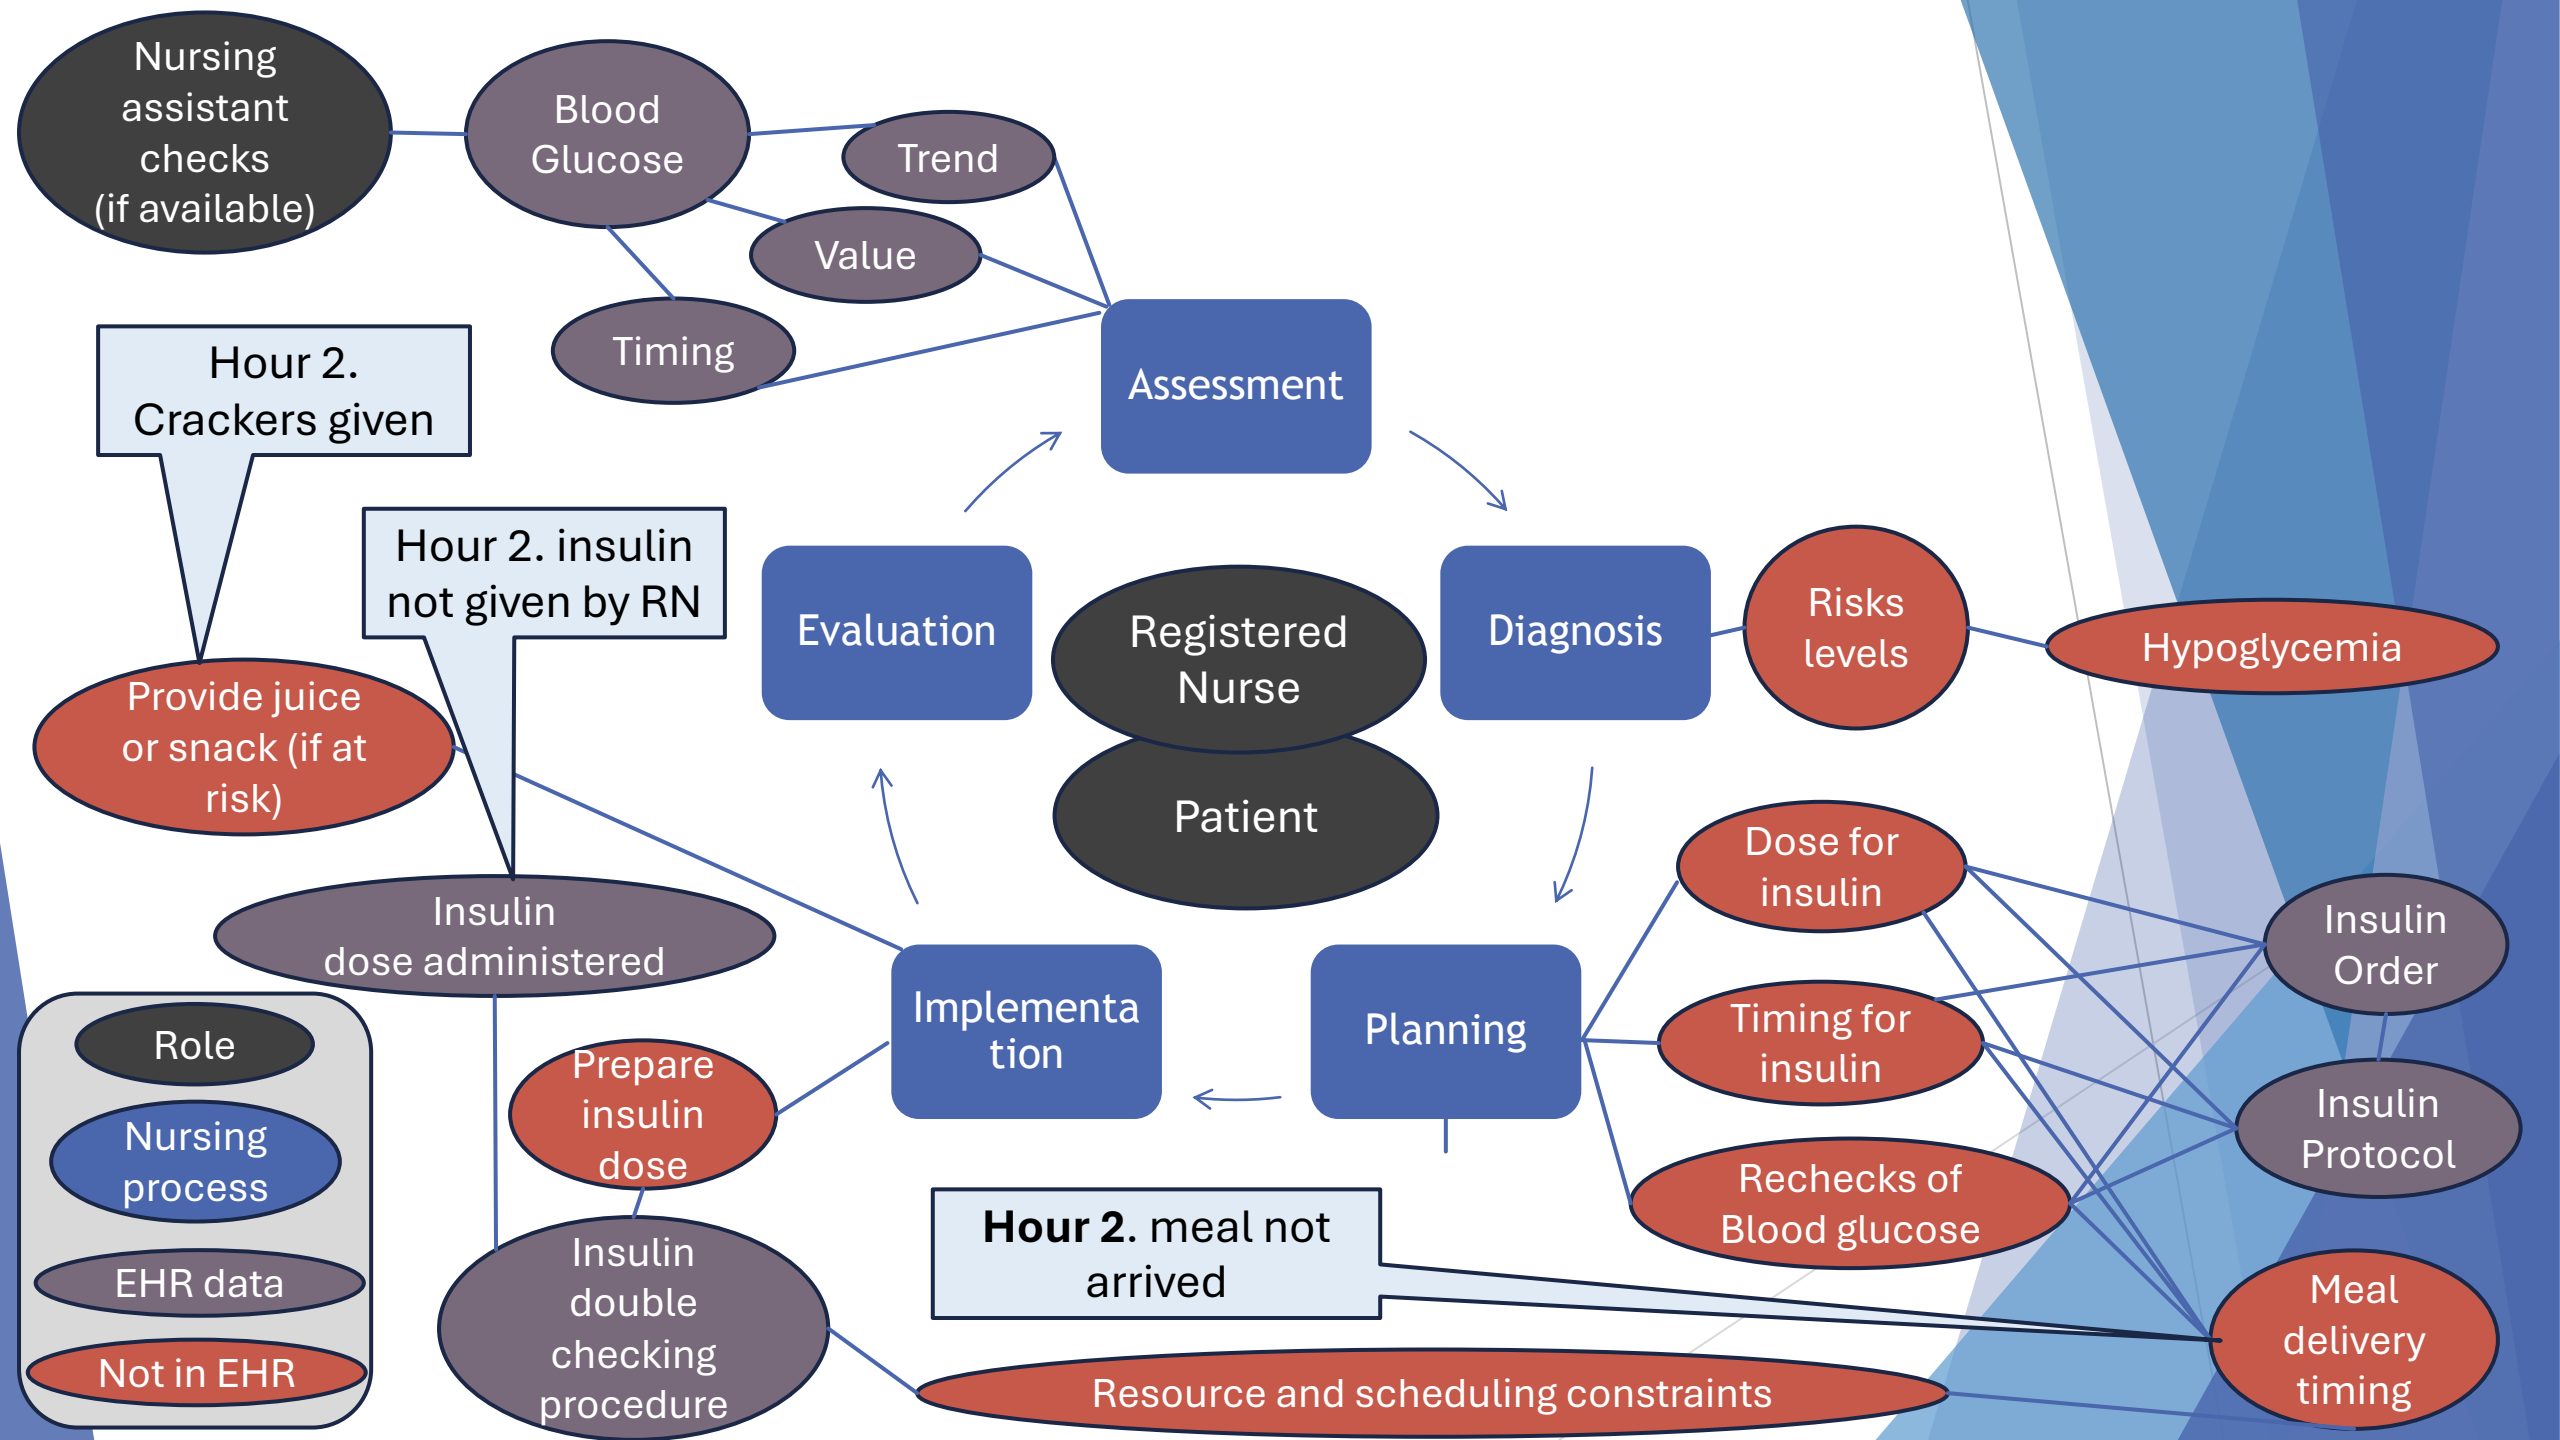 Nursing
assistant
checks
(if available)
Blood
Glucose
Trend
Value
Timing
Hour 2.
Crackers given
Assessment
Hour 2. insulin
not given by RN
Evaluation
Registered
Nurse
Diagnosis
Risks
levels
Hypoglycemia
Provide juice
or snack (if at
risk)
Patient
Dose for
insulin
Insulin
Order
Insulin
dose administered
Implementa
tion
Planning
Timing for
insulin
Role
Prepare
insulin
dose
Insulin
Protocol
Nursing
process
Rechecks of
Blood glucose
Hour 2. meal not
arrived
EHR data
Insulin
double
checking
procedure
Meal
delivery
timing
Not in EHR
Resource and scheduling constraints